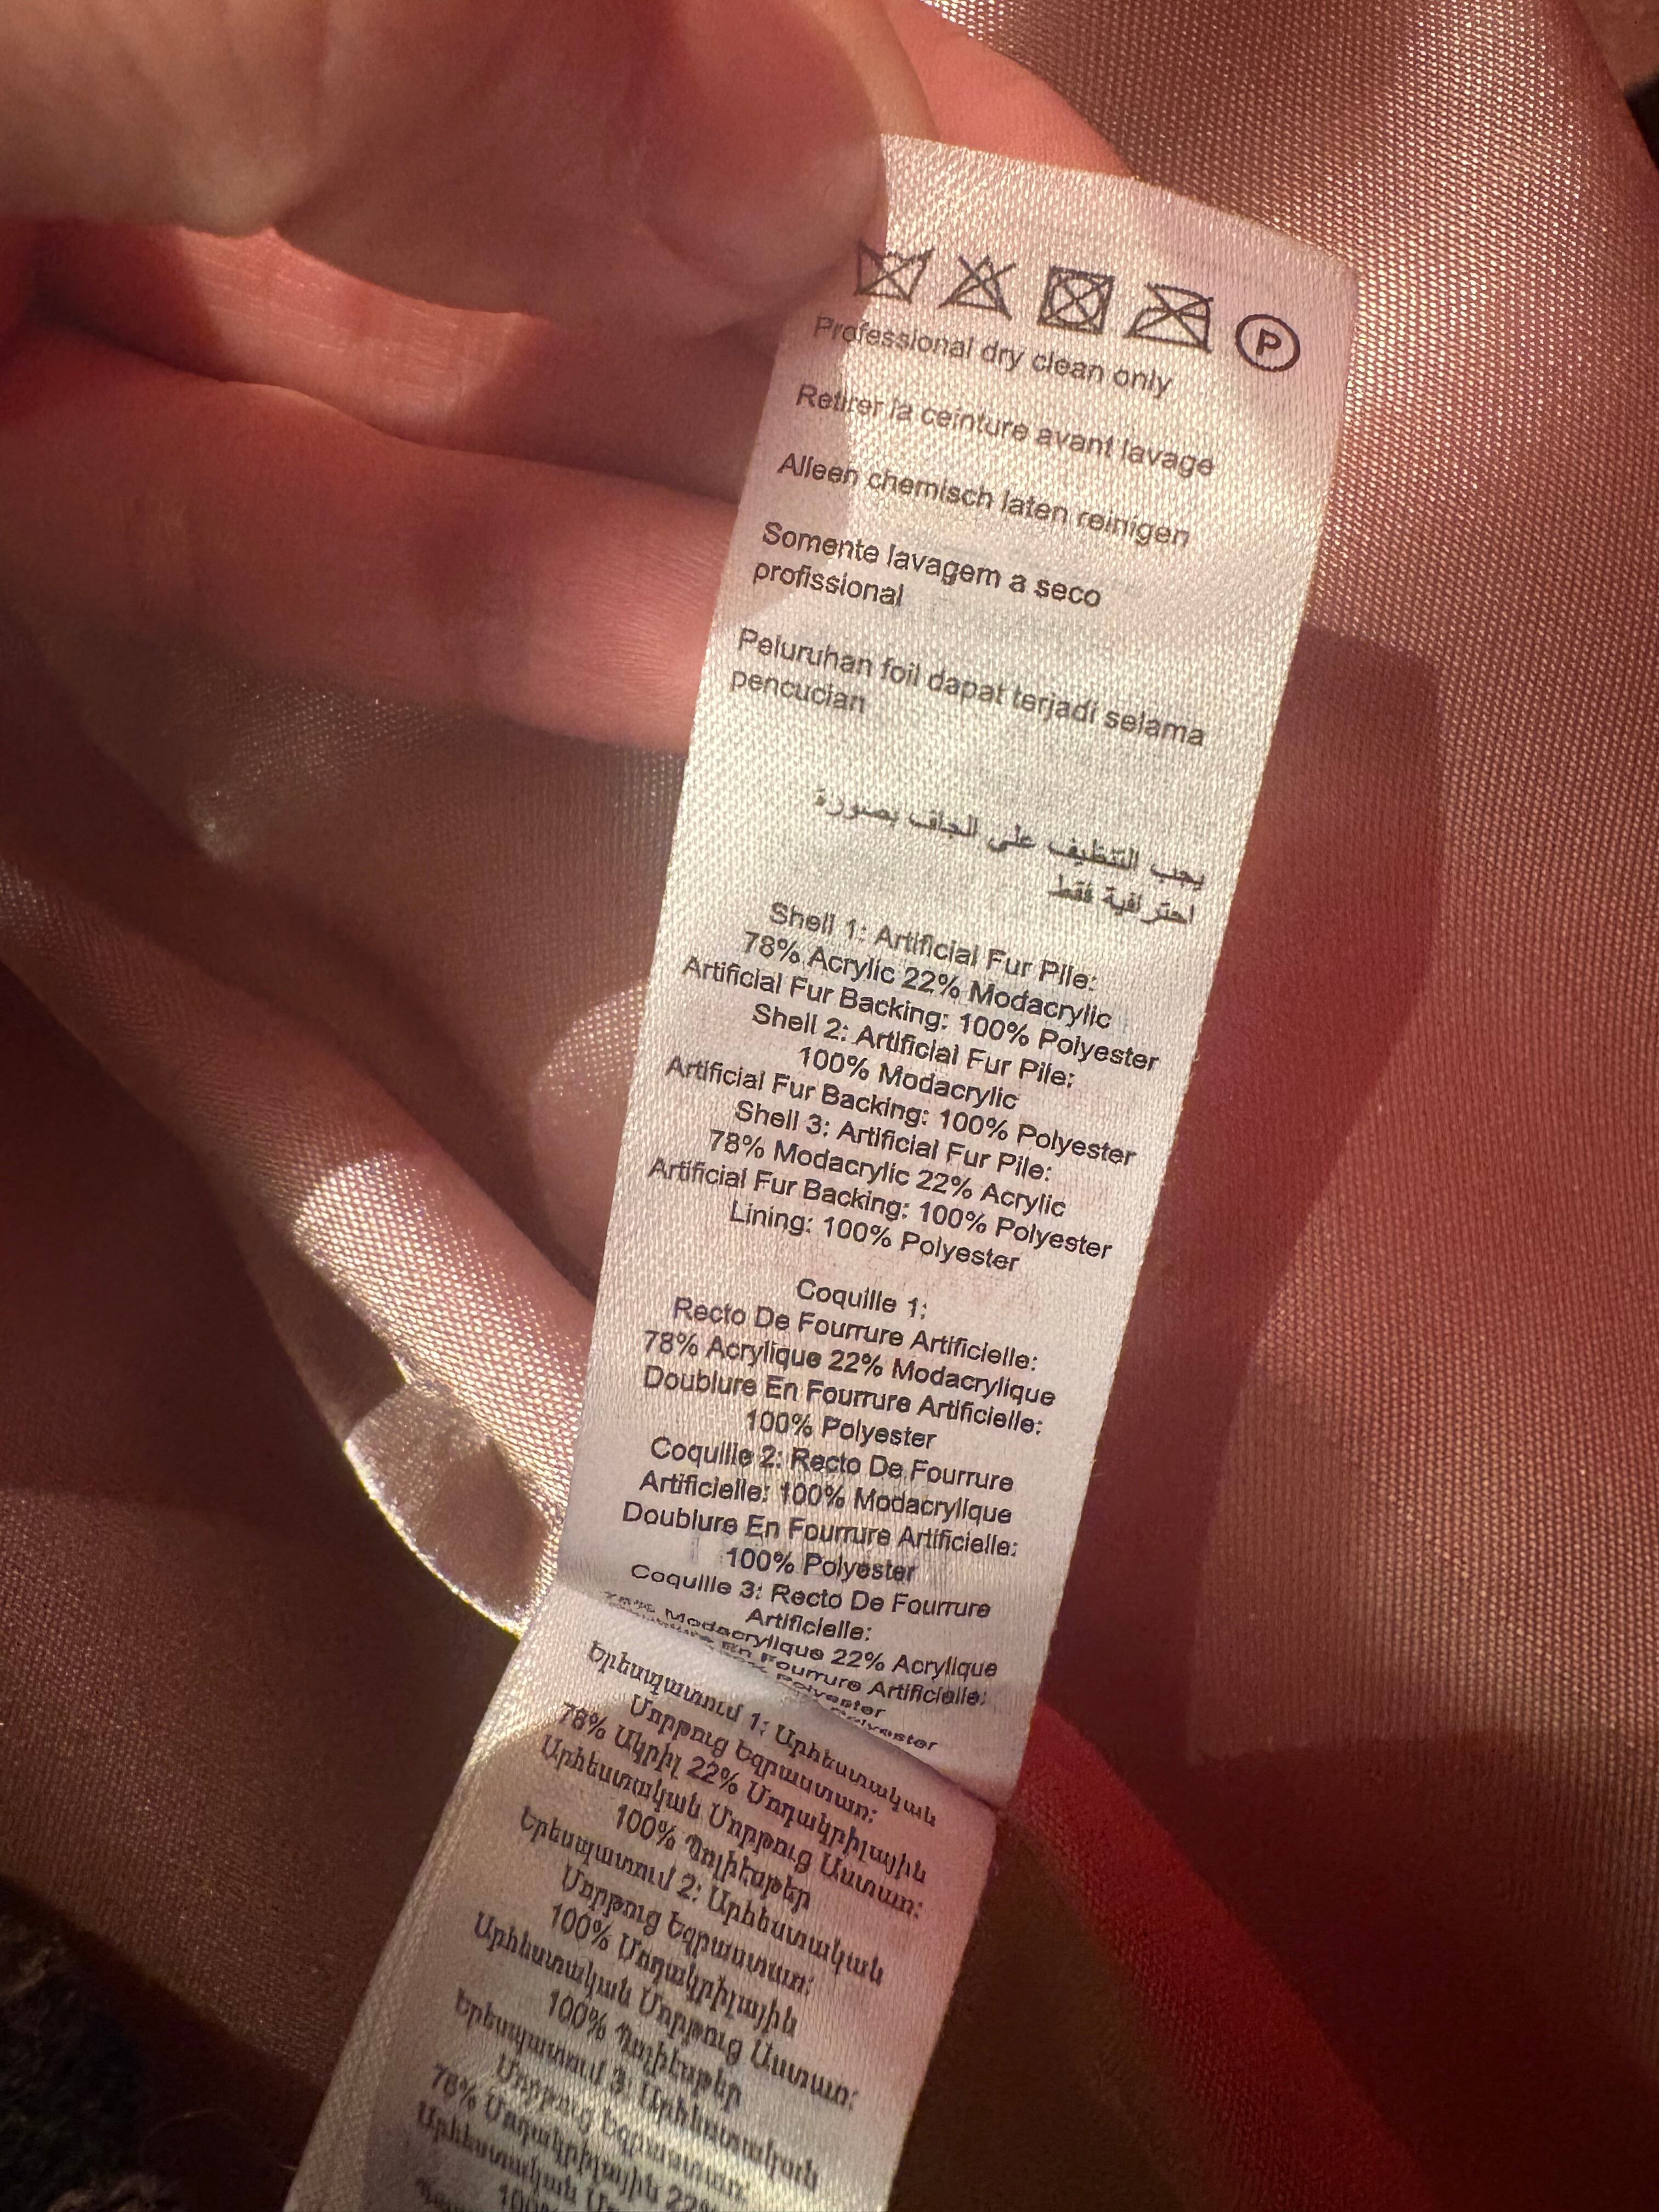 P
Professional dry clean only
Retirer la ceinture avant lavage
Alleen chemisch laten reinigen
Somente lavagem a seco
profissional
Peluruhan foil dapat terjadi selama
pencucian
يجب التنظيف على الجاف بصورة
احترافية فقط
Shell 1: Artificial Fur Pile:
78% Acrylic 22% Modacrylic
Artificial Fur Backing: 100% Polyester
Shell 2: Artificial Fur Pile:
100% Modacrylic
Artificial Fur Backing: 100% Polyester
Shell 3: Artificial Fur Pile:
78% Modacrylic 22% Acrylic
Artificial Fur Backing: 100% Polyester
Lining: 100% Polyester
Coquille 1:
Recto De Fourrure Artificielle:
78% Acrylique 22% Modacrylique
Doublure En Fourrure Artificielle:
100% Polyester
Coquille 2: Recto De Fourrure
Artificielle: 100% Modacrylique
Doublure En Fourrure Artificielle:
100% Polyester
Coquille 3: Recto De Fourrure
Artificielle:
78% Modacrylique 22% Acrylique
En Fourrure Artificielle:
Polyester
Polyester
Երեսպատում 1: Արհեստական
Մորթուց Եզրաստառ:
78% Ակրիլ 22% Մոդակրիլային
Արհեստական Մորթուց Աստառ:
100% Պոլիէսթեր
Երեսպատում 2: Արհեստական
Մորթուց Եզրաստառ:
100% Մոդակրիլային
Արհեստական Մորթուց Աստառ:
100% Պոլիէսթեր
Երեսպատում 3: Արհեստական
Մորթուց Եզրաստառ:
78% Մոդակրիլային 22%
Արհեստական
100%